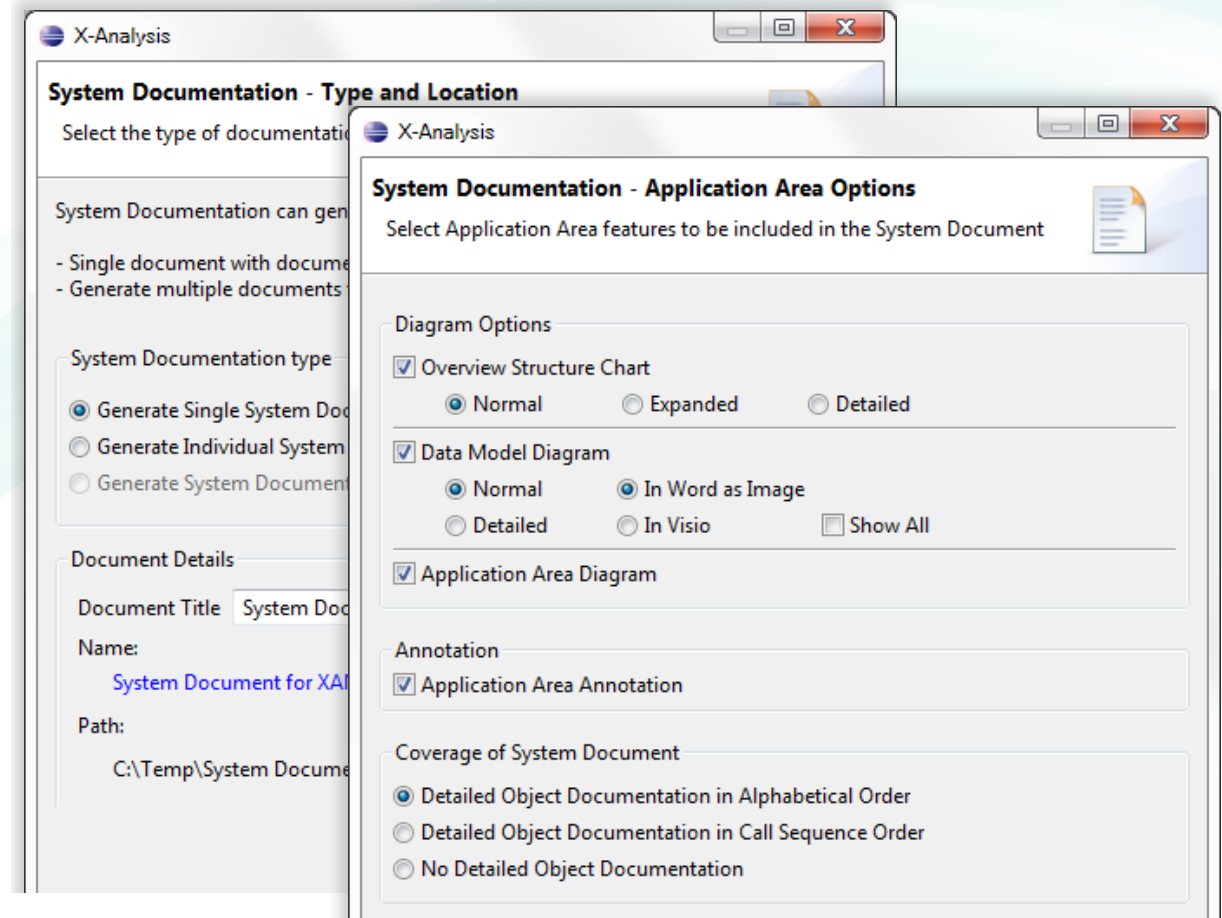 X-Analysis
System Documentation - Type and Location
Select the type of documentatio
System Documentation can gen
- Single document with docume
- Generate multiple documents
System Documentation type
Generate Single System Doc
Generate Individual System
Generate System Document
Document Details
Document Title System Doc
Name:
System Document for XAN
Path:
C:\Temp\System Docume
X-Analysis
System Documentation - Application Area Options
Select Application Area features to be included in the System Document
Diagram Options
Overview Structure Chart
Normal Expanded Detailed
Data Model Diagram
Normal In Word as Image
Detailed In Visio Show All
Application Area Diagram
Annotation
Application Area Annotation
Coverage of System Document
Detailed Object Documentation in Alphabetical Order
Detailed Object Documentation in Call Sequence Order
No Detailed Object Documentation